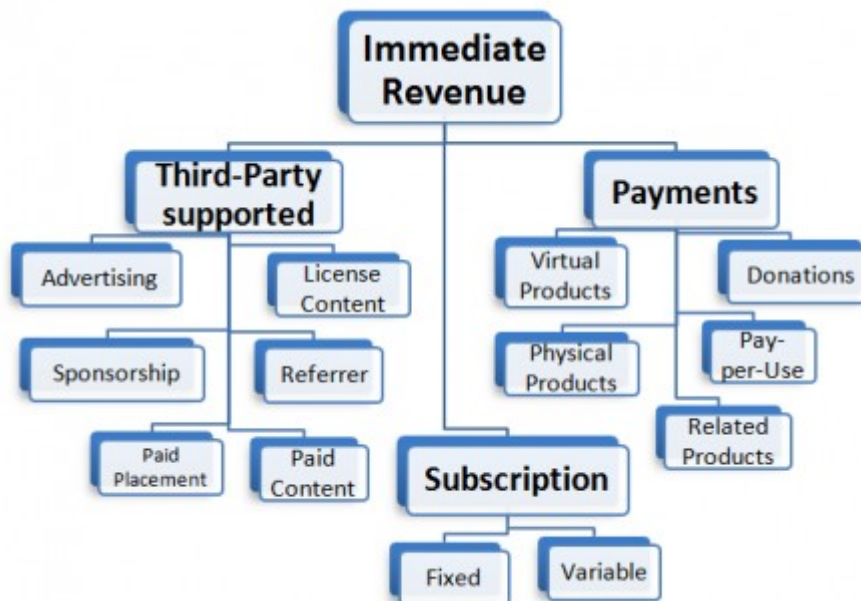 Immediate
Revenue
Third-Party
supported
Payments
Advertising
License
Content
Virtual
Products
Donations
Sponsorship
Referrer
Physical
Products
Pay-
per-Use
Paid
Placement
Paid
Content
Related
Products
Subscription
Fixed
Variable